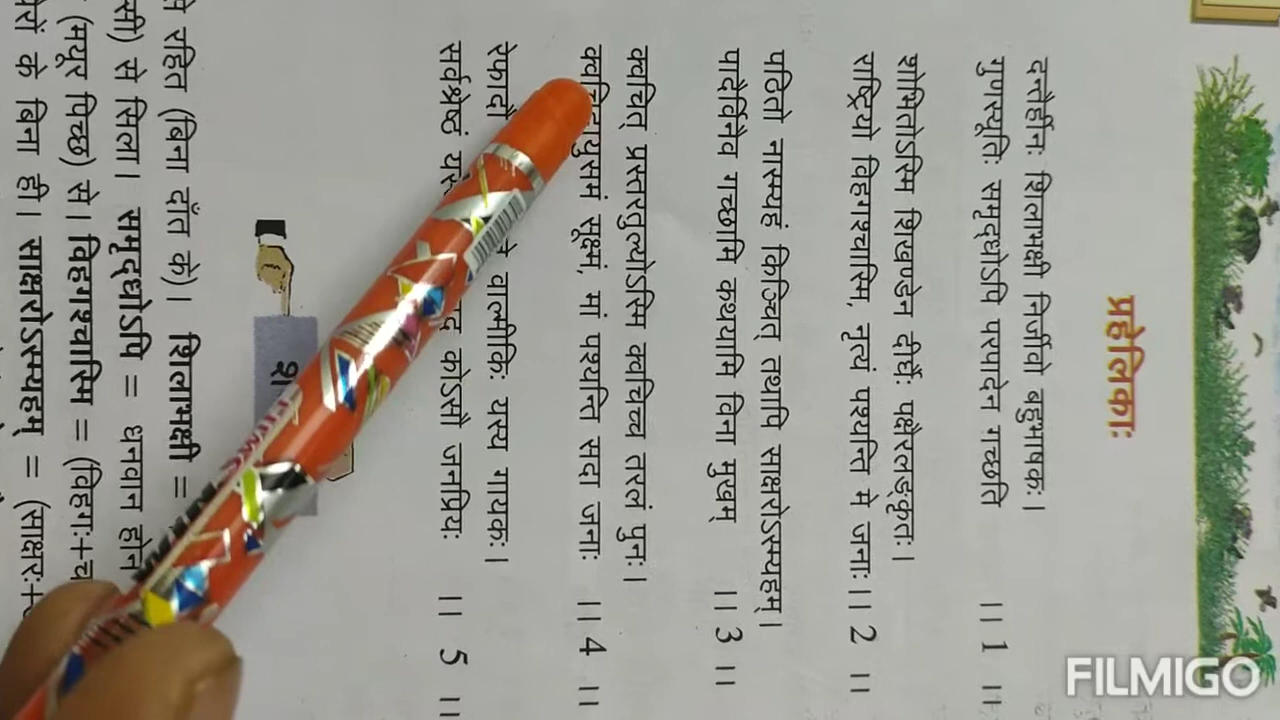 प्रहेलिकाः
दन्तैर्हीनः शिलाभक्षी निर्जीवो बहुभाषकः।
गुणस्यूतिः समृद्धोऽपि परपादेन गच्छति ।। 1 ।।
शोभितोऽस्मि शिखण्डेन दीर्घैः पक्षैरलङ्कृतः।
राष्ट्रियो विहगश्चास्मि, नृत्यं पश्यन्ति मे जनाः।। 2 ।।
पठितो नास्म्यहं किञ्चित् तथापि साक्षरोऽस्म्यहम्।
पादैर्विनैव गच्छामि कथयामि विना मुखम् ।। 3 ।।
क्वचित् प्रस्तरतुल्योऽस्मि क्वचिच्च तरलं पुनः।
सूक्ष्मं, मां पश्यन्ति सदा जनाः ।। 4 ।।
रेफादौ वाल्मीकिः यस्य गायकः।
सर्वश्रेष्ठं कोऽसौ जनप्रियः ।। 5 ।।
रहित (बिना दाँत के)। शिलाभक्षी =
से सिला। समृद्धोऽपि = धनवान होने
(मयूर पिच्छ) से। विहगश्चास्मि = (विहगः+च
के बिना ही। साक्षरोऽस्म्यहम् = (साक्षरः+
FILMIGO